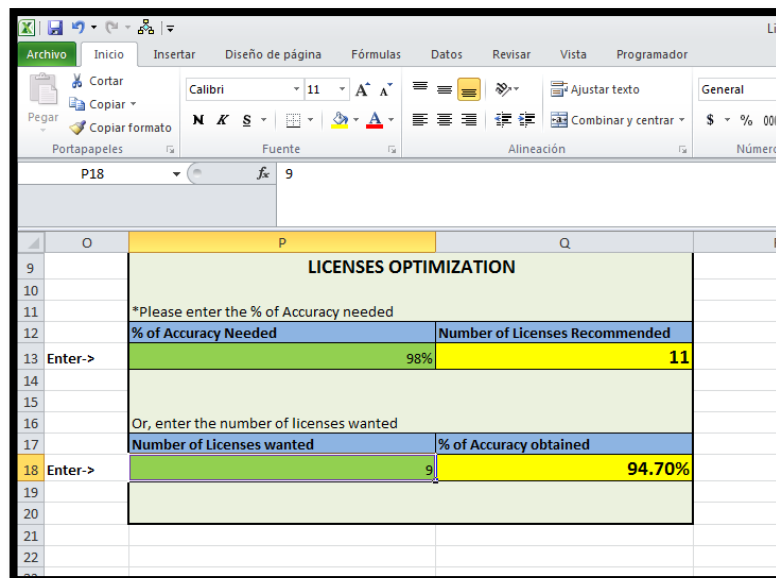 Li
Archivo Inicio Insertar Diseño de página Fórmulas Datos Revisar Vista Programador
Pegar
Cortar
Copiar
Copiar formato
Portapapeles
Calibri 11 A A
N K S A
Fuente
Ajustar texto
Combinar y centrar
Alineación
General
$ % 000
Número
P18 fx 9
O P Q
9 LICENSES OPTIMIZATION
10
11 *Please enter the % of Accuracy needed
12 % of Accuracy Needed Number of Licenses Recommended
13 Enter-> 98% 11
14
15
16 Or, enter the number of licenses wanted
17 Number of Licenses wanted % of Accuracy obtained
18 Enter-> 9 94.70%
19
20
21
22